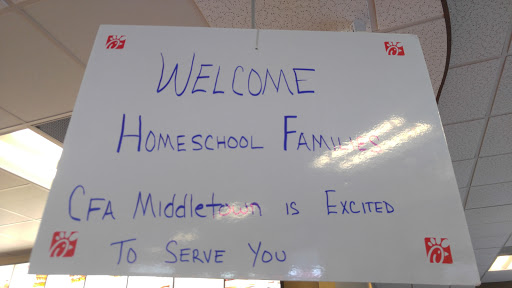 WELCOME
HOMESCHOOL FAMILIES
CFA MIDDLETOWN IS EXCITED
TO SERVE YOU